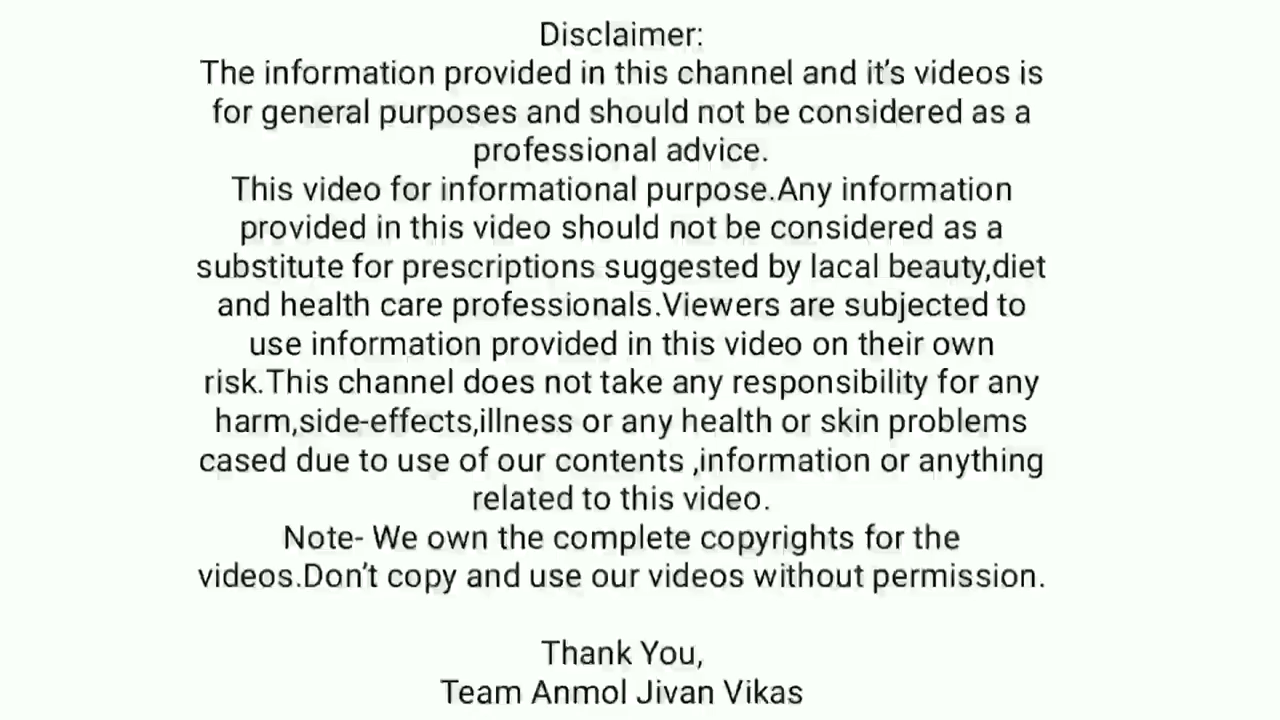 Disclaimer:
The information provided in this channel and it's videos is
for general purposes and should not be considered as a
professional advice.
This video for informational purpose.Any information
provided in this video should not be considered as a
substitute for prescriptions suggested by lacal beauty,diet
and health care professionals.Viewers are subjected to
use information provided in this video on their own
risk.This channel does not take any responsibility for any
harm,side-effects,illness or any health or skin problems
cased due to use of our contents ,information or anything
related to this video.
Note- We own the complete copyrights for the
videos.Don't copy and use our videos without permission.
Thank You,
Team Anmol Jivan Vikas